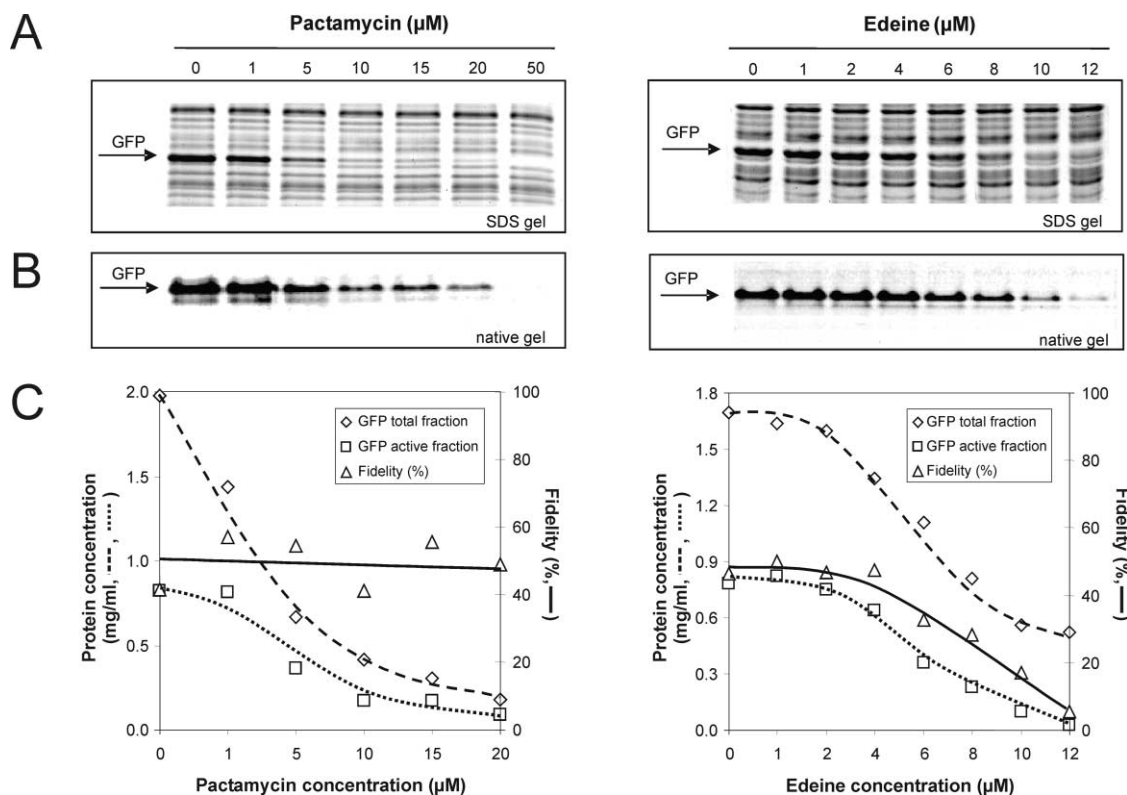 A
Pactamycin (µM)
0 1 5 10 15 20 50
GFP
SDS gel
Edeine (µM)
0 1 2 4 6 8 10 12
GFP
SDS gel
B
GFP
native gel
GFP
native gel
C
2.0
1.5
1.0
0.5
0.0
Protein concentration
(mg/ml, ---, .....)
GFP total fraction
GFP active fraction
Fidelity (%)
100
80
60
40
20
0
Fidelity (%, —)
0 1 5 10 15 20
Pactamycin concentration (µM)
1.8
1.5
1.2
0.9
0.6
0.3
0.0
Protein concentration
(mg/ml, ---, .....)
GFP total fraction
GFP active fraction
Fidelity (%)
100
80
60
40
20
0
Fidelity (%, —)
0 1 2 4 6 8 10 12
Edeine concentration (µM)